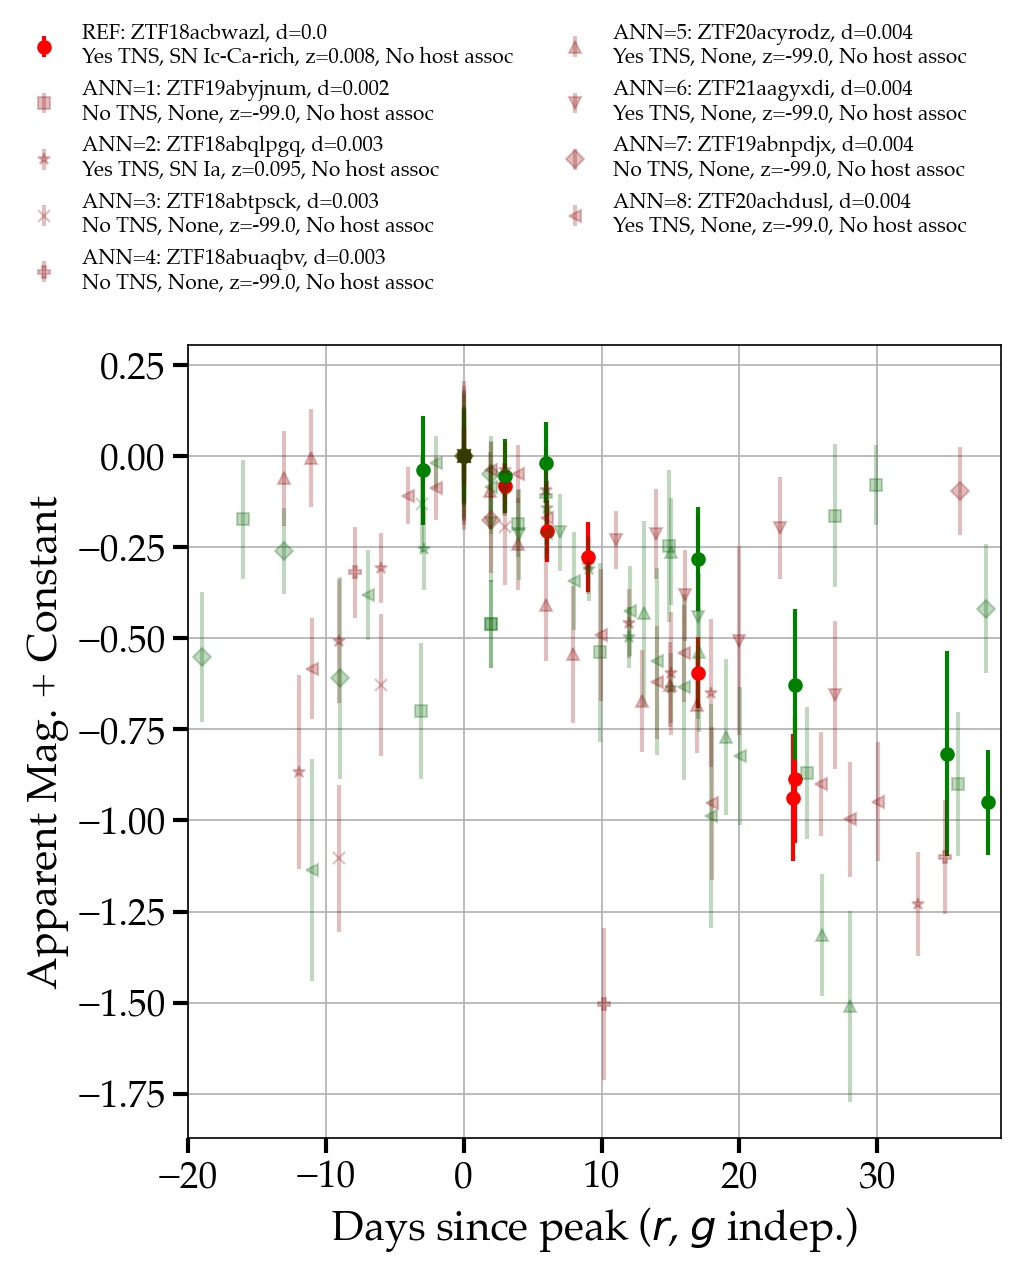 REF: ZTF18acbwazl, d=0.0
Yes TNS, SN Ic-Ca-rich, z=0.008, No host assoc
ANN=1: ZTF19abyjnum, d=0.002
No TNS, None, z=-99.0, No host assoc
ANN=2: ZTF18abqlpgq, d=0.003
Yes TNS, SN Ia, z=0.095, No host assoc
ANN=3: ZTF18abtpsck, d=0.003
No TNS, None, z=-99.0, No host assoc
ANN=4: ZTF18abuaqbv, d=0.003
No TNS, None, z=-99.0, No host assoc
ANN=5: ZTF20acyrodz, d=0.004
Yes TNS, None, z=-99.0, No host assoc
ANN=6: ZTF21aagyxdi, d=0.004
Yes TNS, None, z=-99.0, No host assoc
ANN=7: ZTF19abnpdjx, d=0.004
No TNS, None, z=-99.0, No host assoc
ANN=8: ZTF20achdusl, d=0.004
Yes TNS, None, z=-99.0, No host assoc
Apparent Mag. + Constant
0.25
0.00
−0.25
−0.50
−0.75
−1.00
−1.25
−1.50
−1.75
−20 −10 0 10 20 30
Days since peak (r, g indep.)